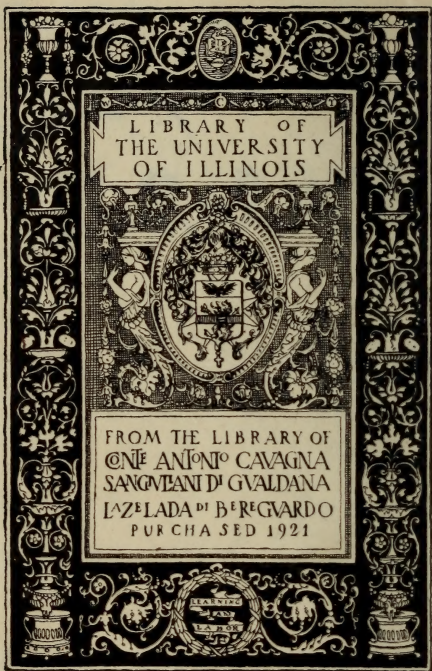 LIBRARY OF
THE UNIVERSITY
OF ILLINOIS
FROM THE LIBRARY OF
CONTE ANTONIO CAVAGNA
SANGIVLIANI DI GVALDANA
LAZELADA DI BEREGVARDO
PURCHASED 1921
LEARNING
AND
LABOR